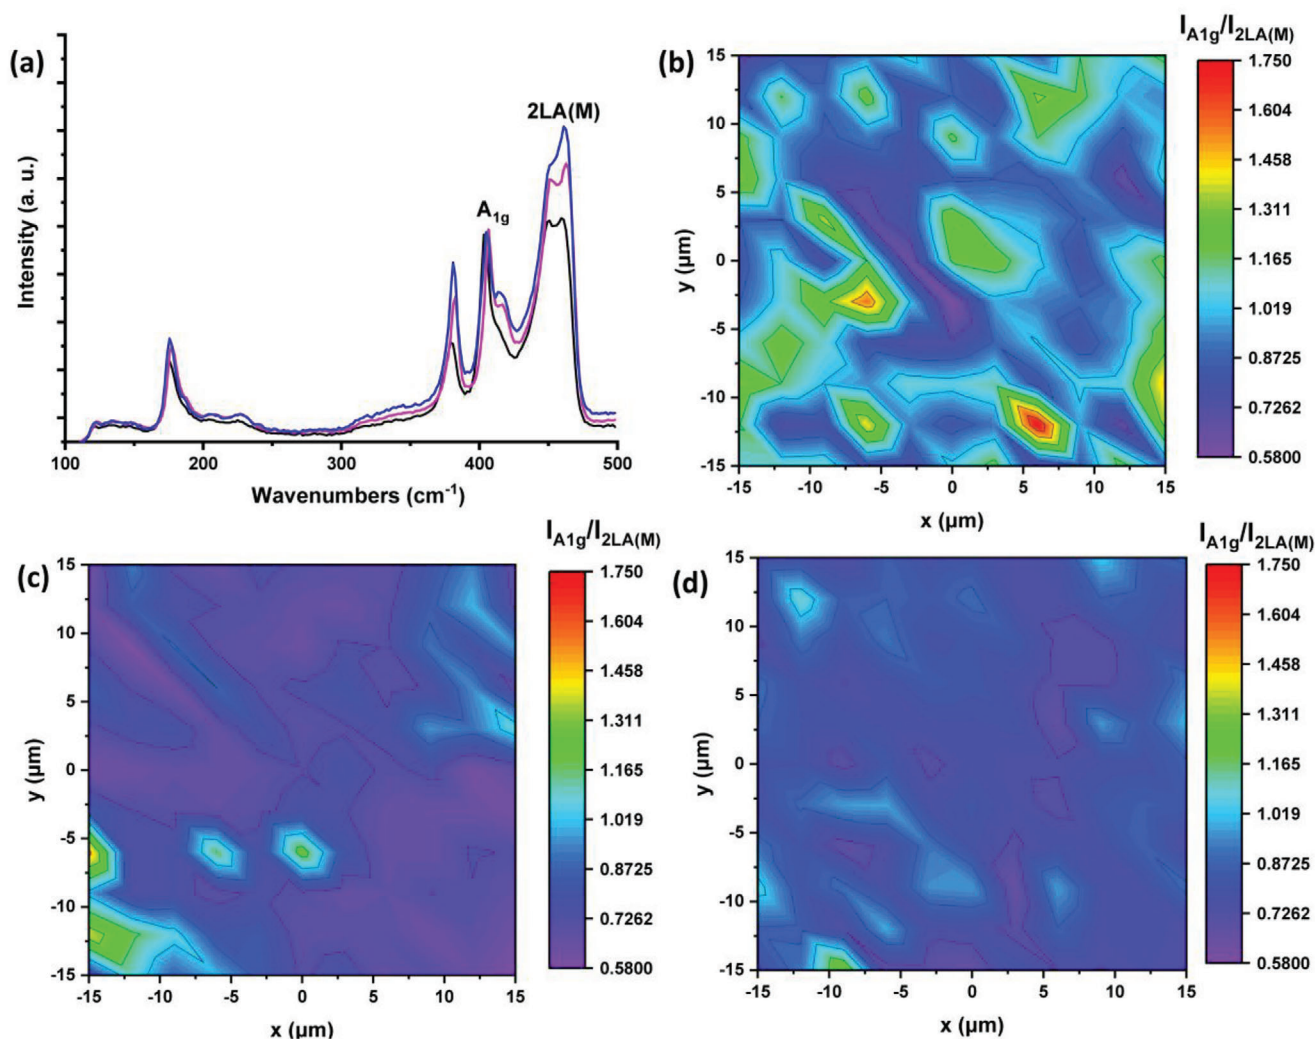 (a)
2LA(M)
A1g
Intensity (a. u.)
100 200 300 400 500
Wavenumbers (cm-1)
(b)
IA1g/I2LA(M)
15
10
5
0
-5
-10
-15
y (µm)
-15 -10 -5 0 5 10 15
x (µm)
1.750
1.604
1.458
1.311
1.165
1.019
0.8725
0.7262
0.5800
(c)
IA1g/I2LA(M)
15
10
5
0
-5
-10
-15
y (µm)
-15 -10 -5 0 5 10 15
x (µm)
1.750
1.604
1.458
1.311
1.165
1.019
0.8725
0.7262
0.5800
(d)
IA1g/I2LA(M)
15
10
5
0
-5
-10
-15
y (µm)
-15 -10 -5 0 5 10 15
x (µm)
1.750
1.604
1.458
1.311
1.165
1.019
0.8725
0.7262
0.5800